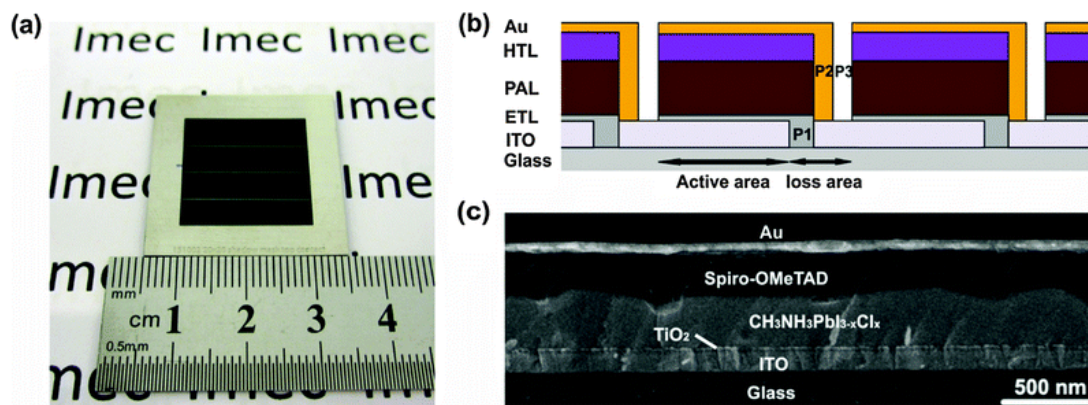 (a)
Imec Imec Imec
Imec
Imec
Imec
mm
cm 1 2 3 4
0.5mm
(b)
Au
HTL
PAL
ETL
ITO
Glass
P2 P3
P1
Active area
loss area
(c)
Au
Spiro-OMeTAD
CH₃NH₃PbI₃₋ₓClₓ
TiO₂
ITO
Glass
500 nm